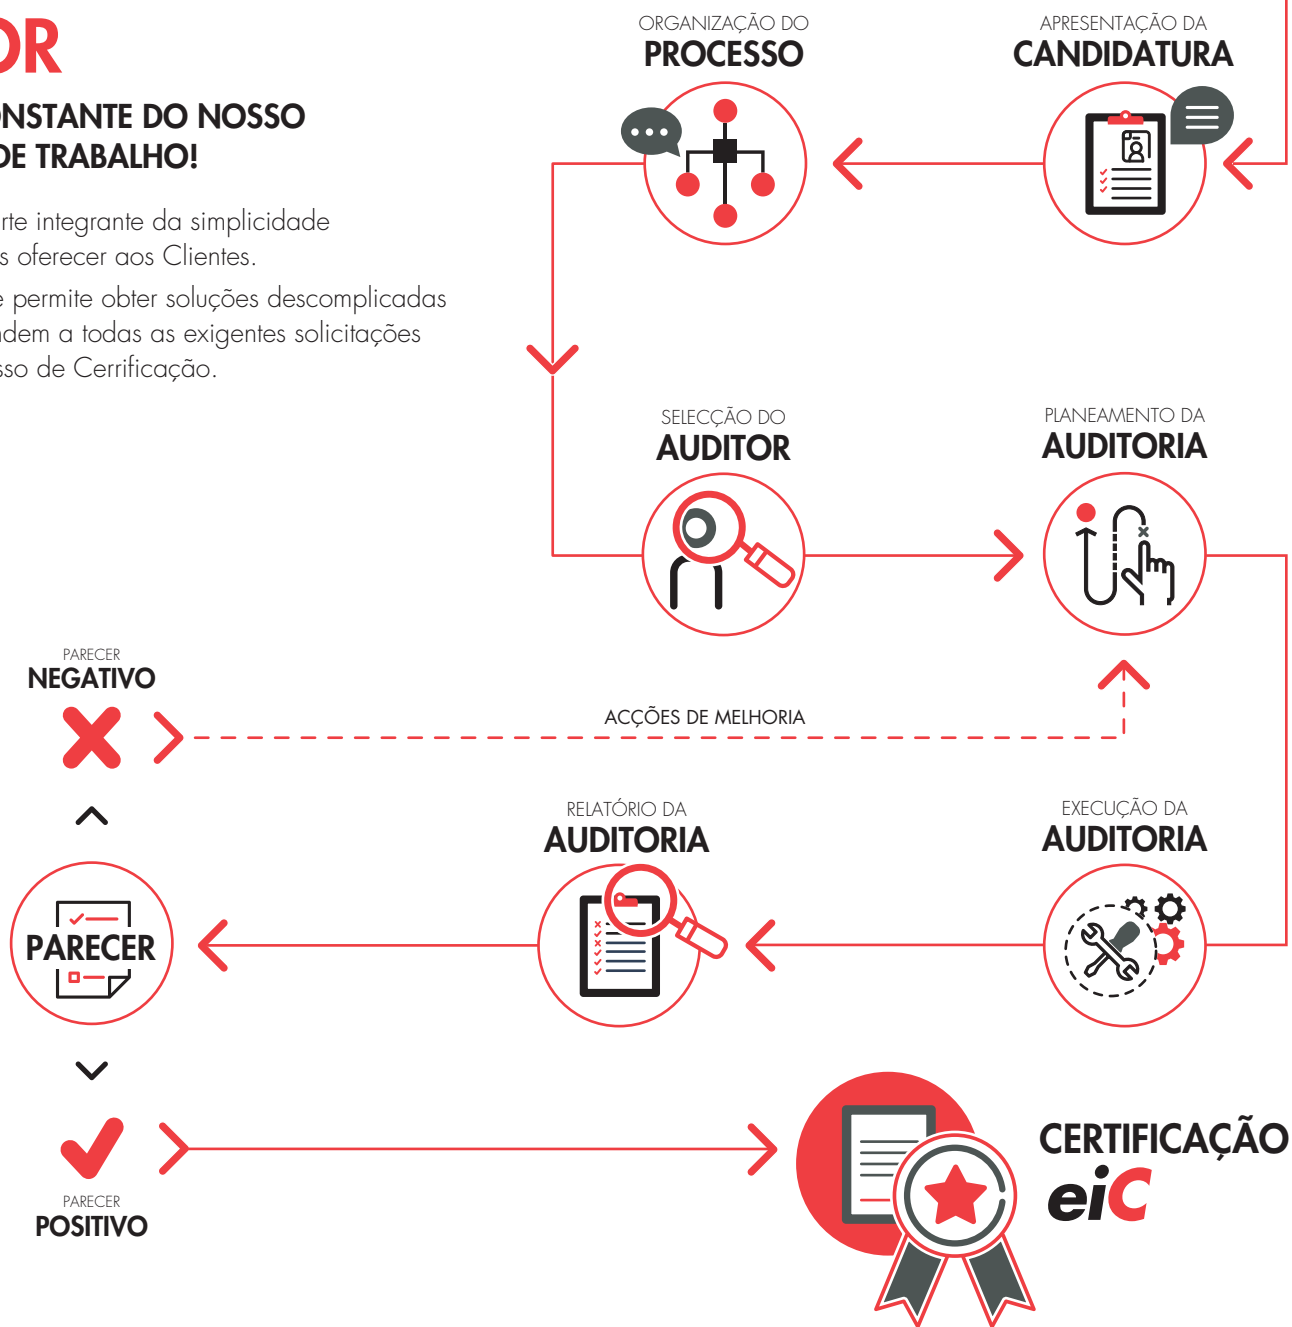 OR
NSTANTE DO NOSSO
DE TRABALHO!
rte integrante da simplicidade
s oferecer aos Clientes.
e permite obter soluções descomplicadas
ndem a todas as exigentes solicitações
sso de Cerrificação.
ORGANIZAÇÃO DO
PROCESSO
APRESENTAÇÃO DA
CANDIDATURA
SELECÇÃO DO
AUDITOR
PLANEAMENTO DA
AUDITORIA
PARECER
NEGATIVO
ACÇÕES DE MELHORIA
RELATÓRIO DA
AUDITORIA
EXECUÇÃO DA
AUDITORIA
PARECER
PARECER
POSITIVO
CERTIFICAÇÃO
eiC